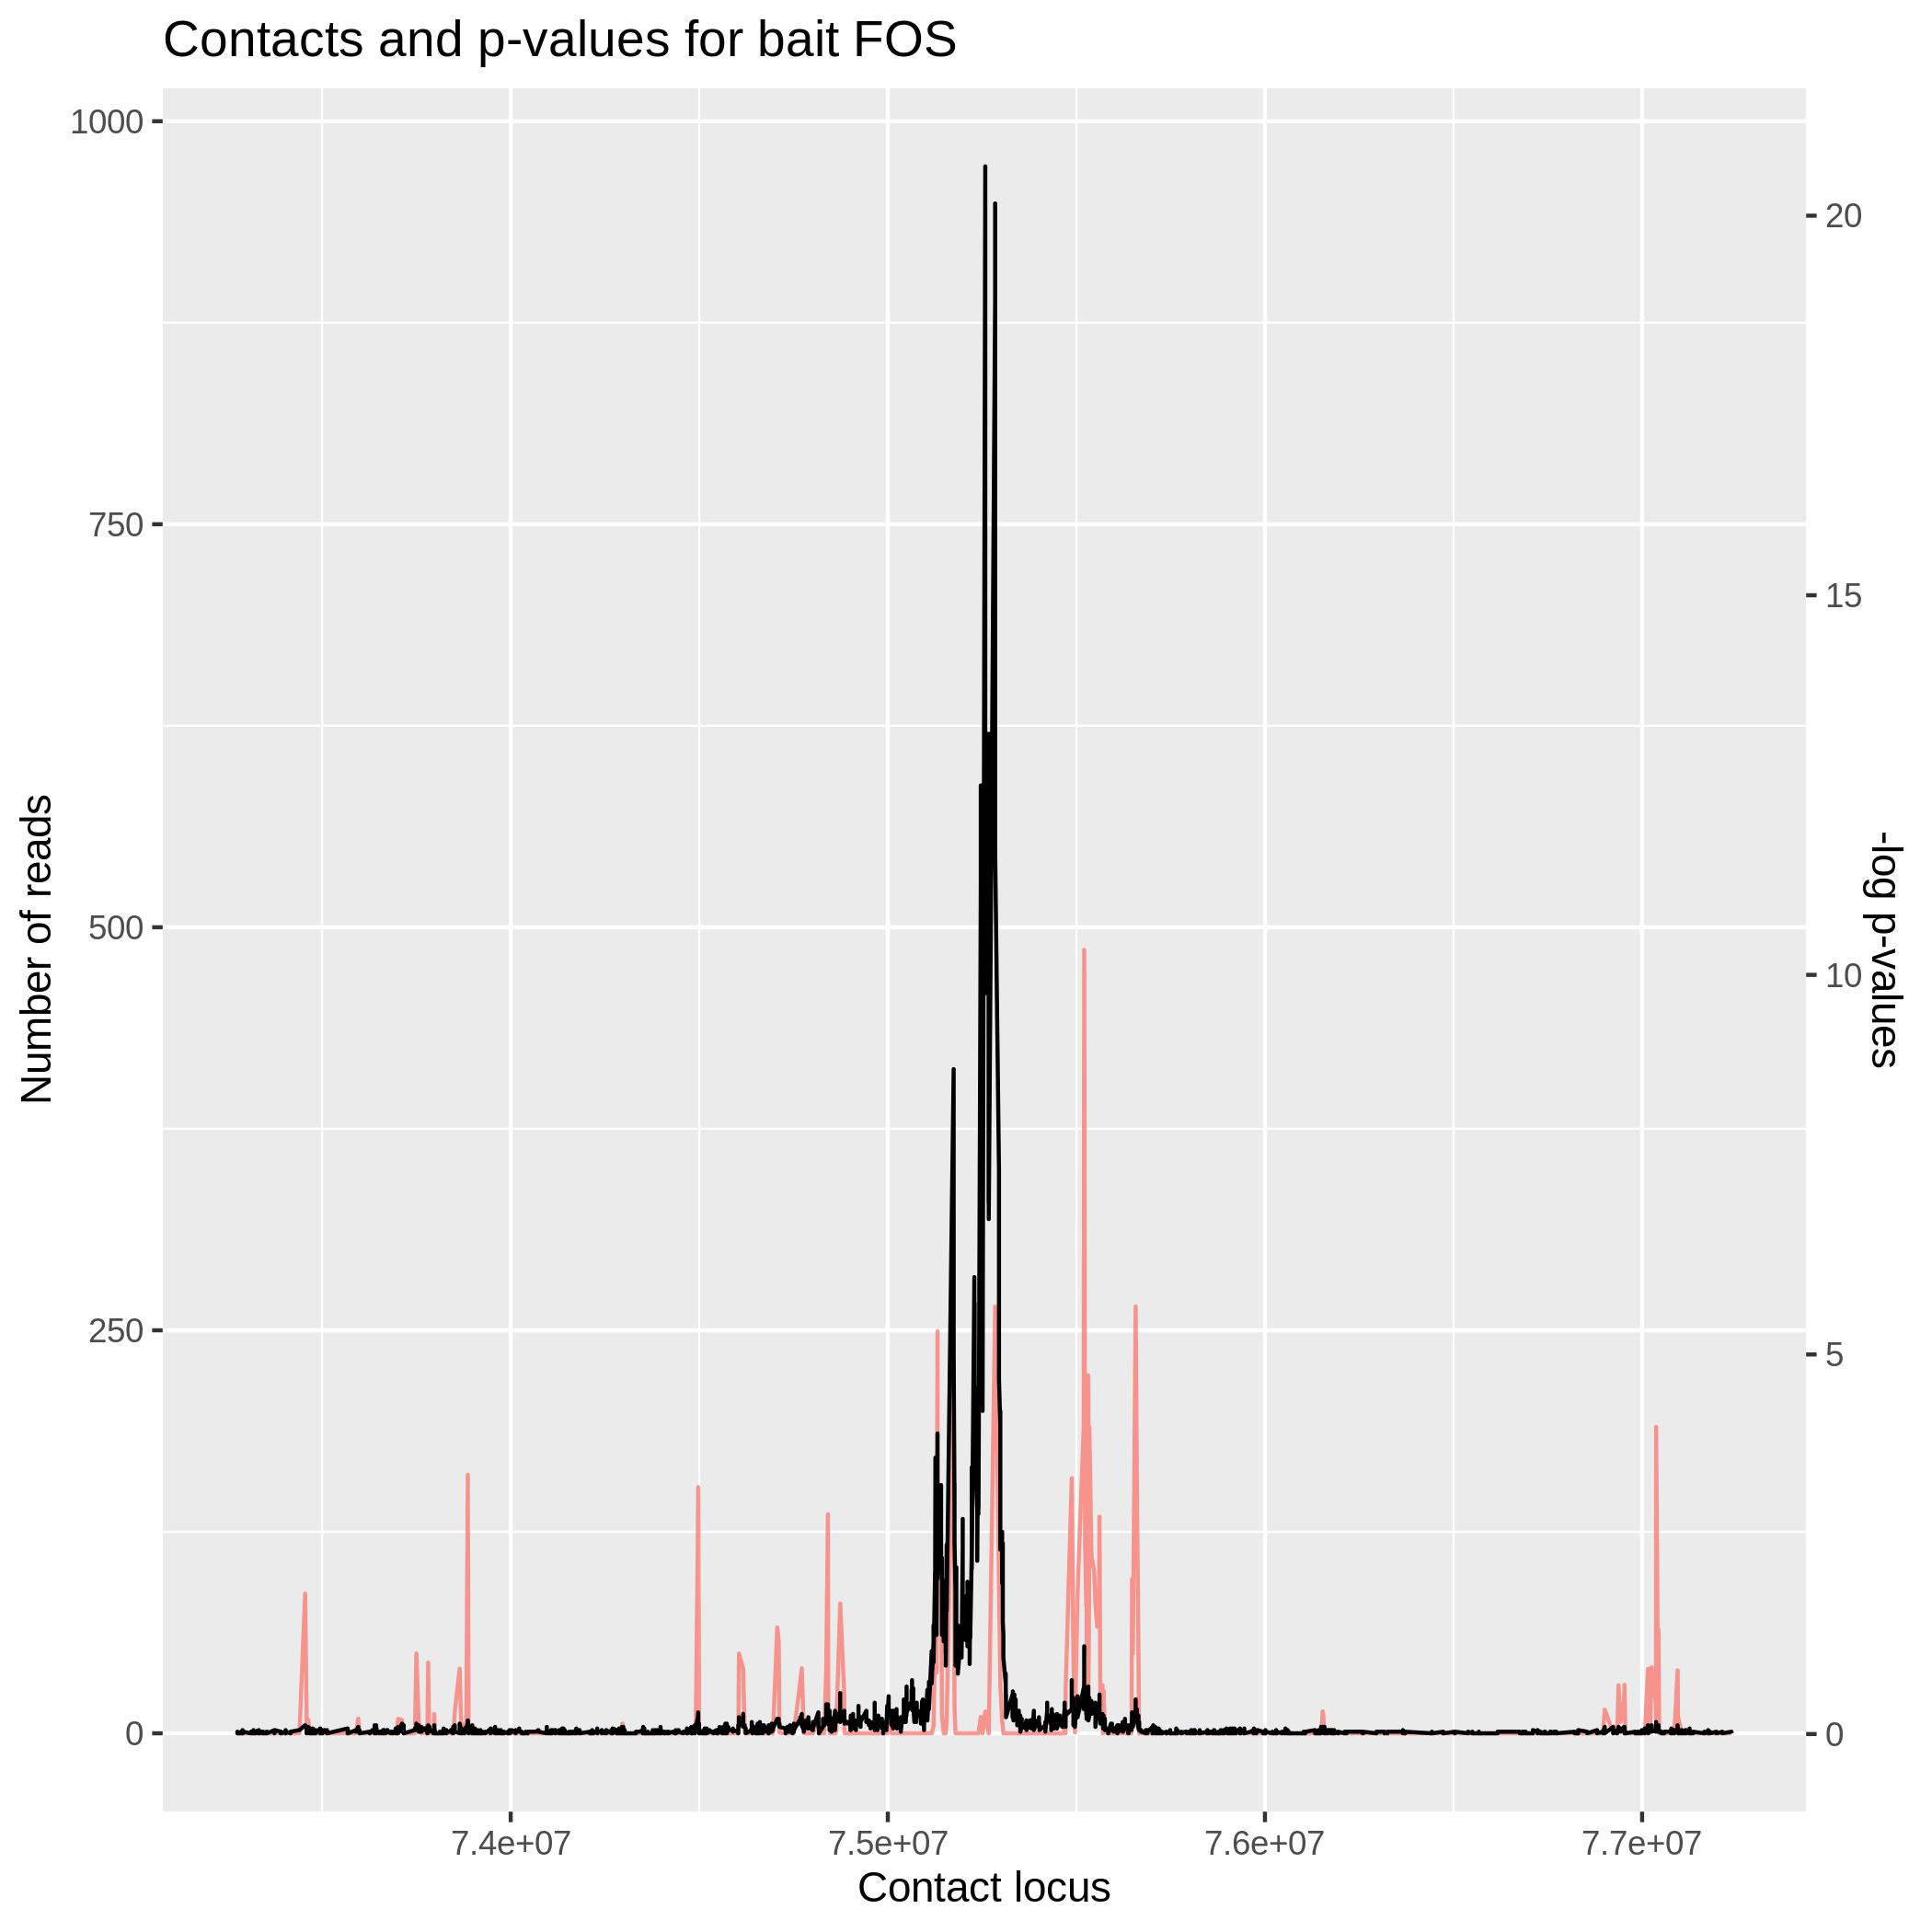 Contacts and p-values for bait FOS
1000
750
500
250
0
Number of reads
20
15
10
5
0
-log p-values
7.4e+07
7.5e+07
7.6e+07
7.7e+07
Contact locus